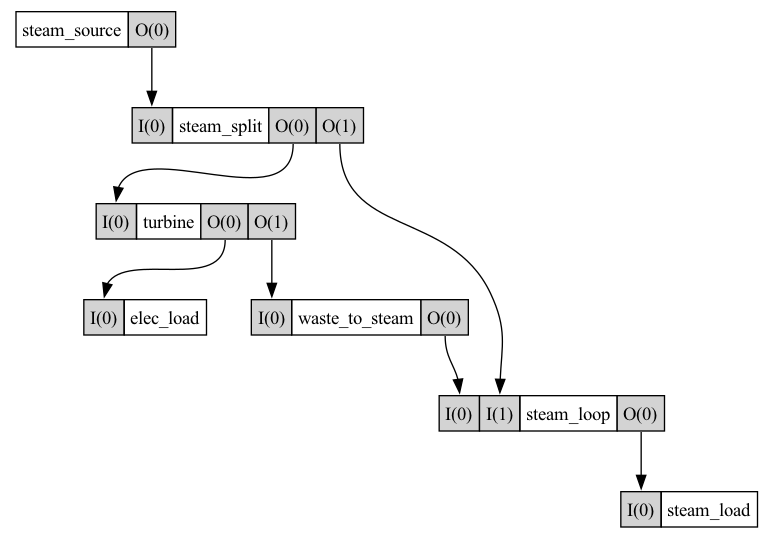 steam_source O(0)
I(0) steam_split O(0) O(1)
I(0) turbine O(0) O(1)
I(0) elec_load I(0) waste_to_steam O(0)
I(0) I(1) steam_loop O(0)
I(0) steam_load